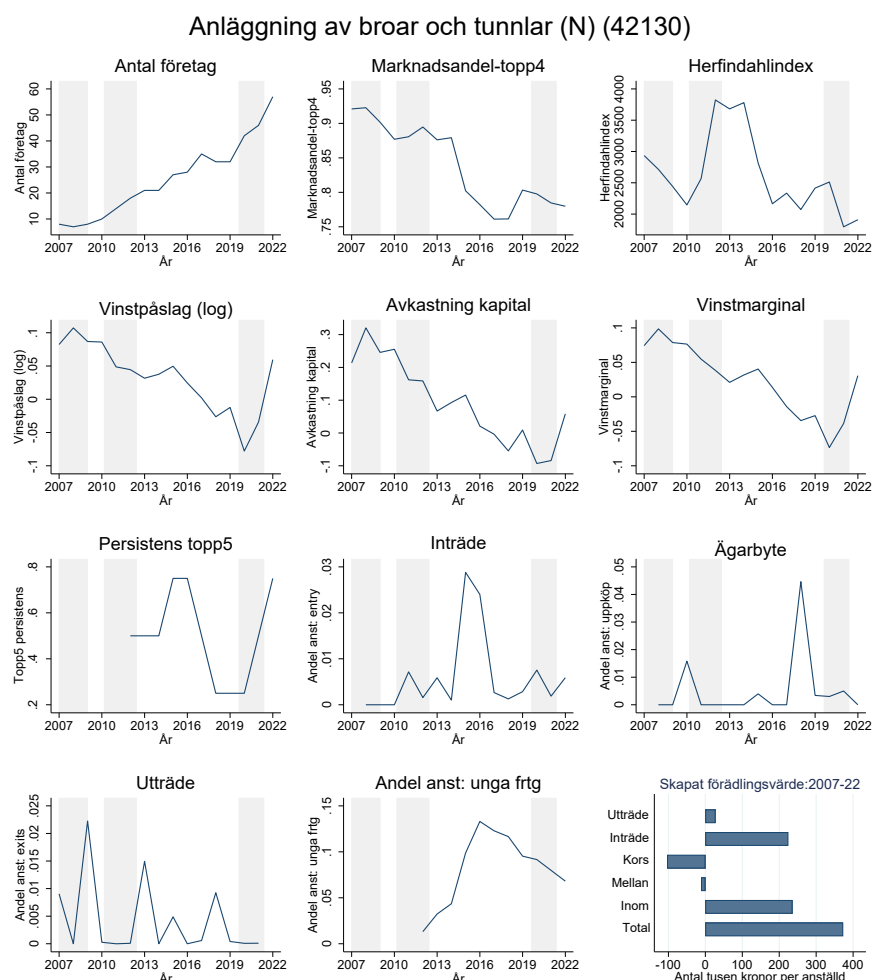 Anläggning av broar och tunnlar (N) (42130)
Antal företag
Antal företag
10 20 30 40 50 60
2007 2010 2013 2016 2019 2022
År
Marknadsandel-topp4
Marknadsandel-topp4
.75 .8 .85 .9 .95
2007 2010 2013 2016 2019 2022
År
Herfindahlindex
Herfindahlindex
2000 2500 3000 3500 4000
2007 2010 2013 2016 2019 2022
År
Vinstpåslag (log)
Vinstpåslag (log)
-.1 -.05 0 .05 .1
2007 2010 2013 2016 2019 2022
År
Avkastning kapital
Avkastning kapital
-.1 0 .1 .2 .3
2007 2010 2013 2016 2019 2022
År
Vinstmarginal
Vinstmarginal
-.1 -.05 0 .05 .1
2007 2010 2013 2016 2019 2022
År
Persistens topp5
Topp5 persistens
.2 .4 .6 .8
2007 2010 2013 2016 2019 2022
År
Inträde
Andel anst: entry
0 .01 .02 .03
2007 2010 2013 2016 2019 2022
År
Ägarbyte
Andel anst: uppköp
0 .01 .02 .03 .04 .05
2007 2010 2013 2016 2019 2022
År
Utträde
Andel anst: exits
0 .005 .01 .015 .02 .025
2007 2010 2013 2016 2019 2022
År
Andel anst: unga frtg
Andel anst: unga frtg
0 .05 .1 .15
2007 2010 2013 2016 2019 2022
År
Skapat förädlingsvärde:2007-22
Utträde
Inträde
Kors
Mellan
Inom
Total
-100 0 100 200 300 400
Antal tusen kronor per anställd